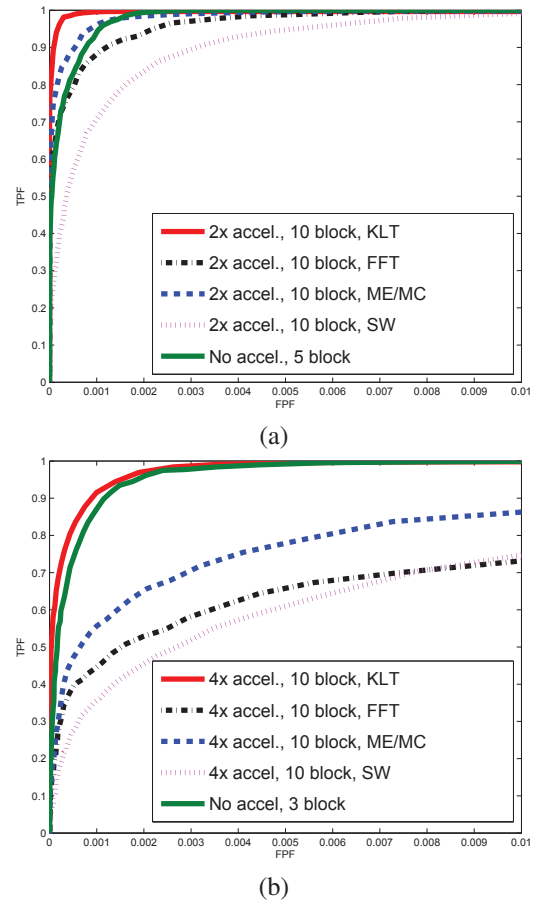 1
0.9
0.8
0.7
0.6
0.5
0.4
0.3
0.2
0.1
0
TPF
2x accel., 10 block, KLT
2x accel., 10 block, FFT
2x accel., 10 block, ME/MC
2x accel., 10 block, SW
No accel., 5 block
0 0.001 0.002 0.003 0.004 0.005 0.006 0.007 0.008 0.009 0.01
FPF
(a)
1
0.9
0.8
0.7
0.6
0.5
0.4
0.3
0.2
0.1
0
TPF
4x accel., 10 block, KLT
4x accel., 10 block, FFT
4x accel., 10 block, ME/MC
4x accel, 10 block, SW
No accel, 3 block
0 0.001 0.002 0.003 0.004 0.005 0.006 0.007 0.008 0.009 0.01
FPF
(b)